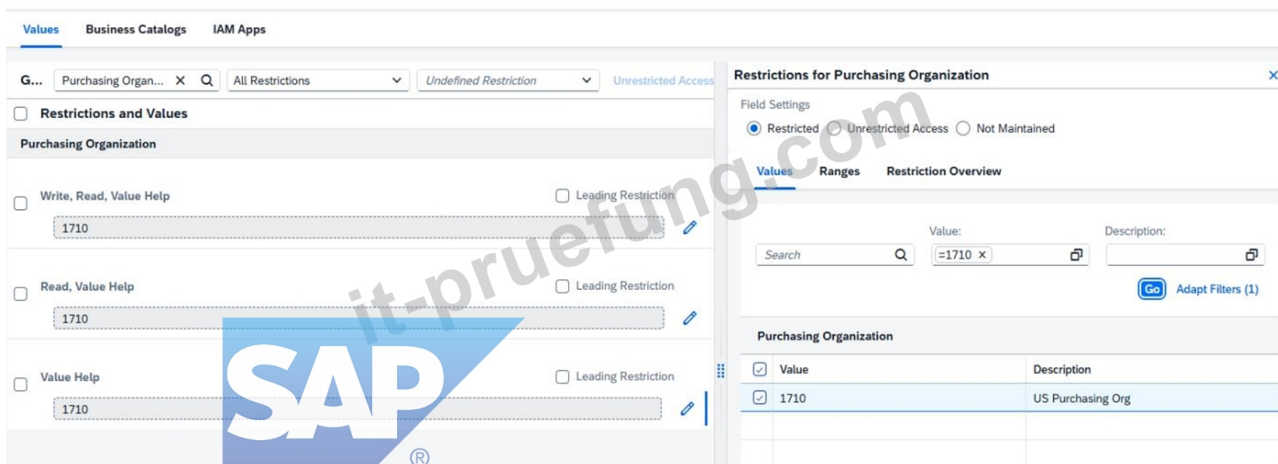 Values Business Catalogs IAM Apps
G... Purchasing Organ... All Restrictions Undefined Restriction Unrestricted Access
Restrictions and Values
Purchasing Organization
Write, Read, Value Help Leading Restriction
1710
Read, Value Help Leading Restriction
1710
Value Help Leading Restriction
1710
Restrictions for Purchasing Organization
Field Settings
Restricted Unrestricted Access Not Maintained
Values Ranges Restriction Overview
Value: Description:
Search =1710
Go Adapt Filters (1)
Purchasing Organization
Value Description
1710 US Purchasing Org
it-pruefung.com
SAP
®